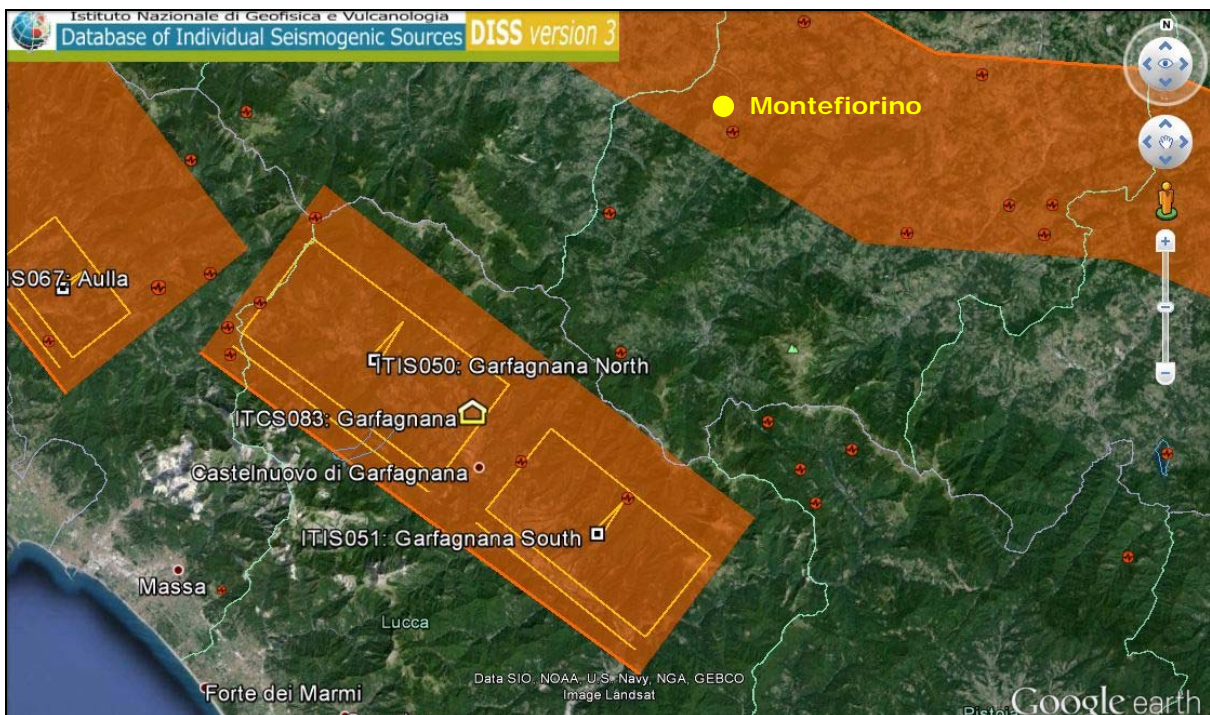 Istituto Nazionale di Geofisica e Vulcanologia
Database of Individual Seismogenic Sources DISS version 3
N
Montefiorino
IS067: Aulla
ITIS050: Garfagnana North
ITCS083: Garfagnana
Castelnuovo di Garfagnana
ITIS051: Garfagnana South
Massa
Lucca
Data SIO, NOAA, U.S. Navy, NGA, GEBCO
Image Landsat
Forte dei Marmi
Pistoia
Google earth